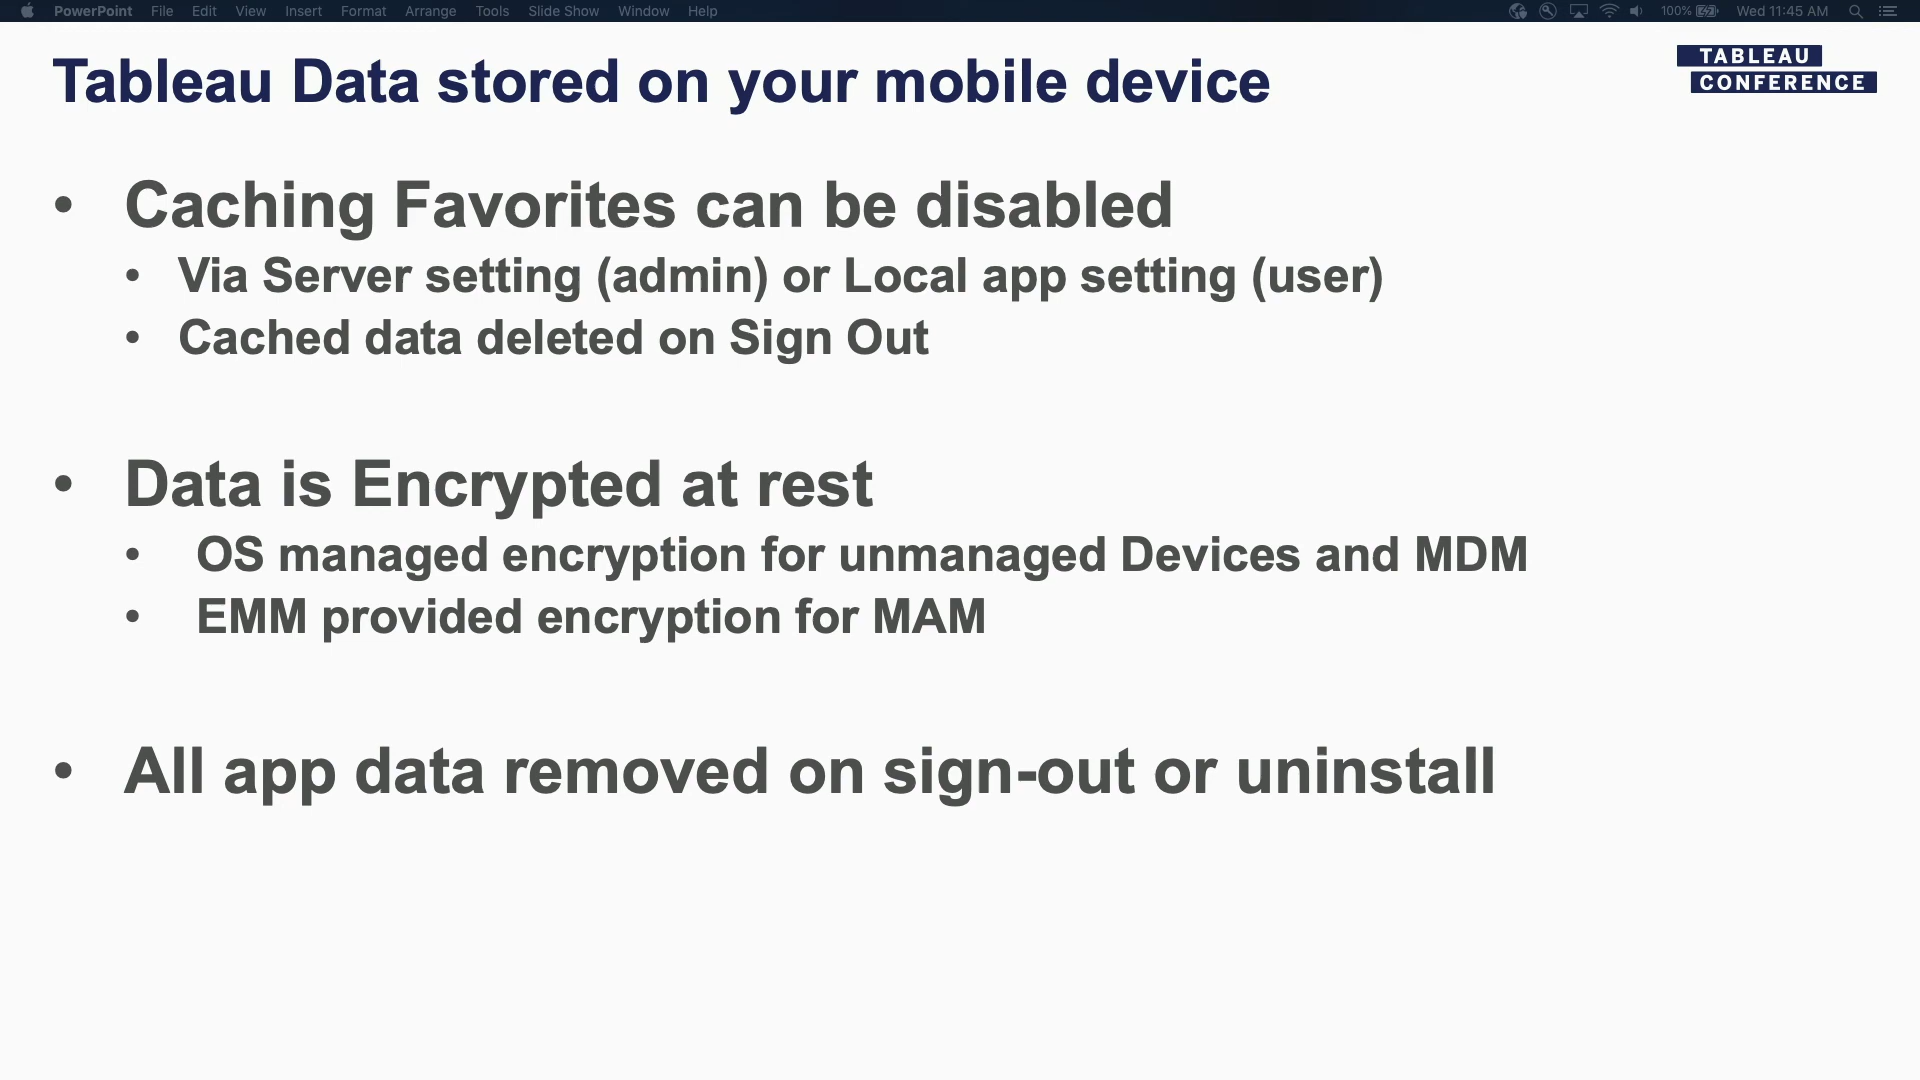 PowerPoint File Edit View Insert Format Arrange Tools Slide Show Window Help 100% Wed 11:45 AM
Tableau Data stored on your mobile device
TABLEAU
CONFERENCE
• Caching Favorites can be disabled
• Via Server setting (admin) or Local app setting (user)
• Cached data deleted on Sign Out
• Data is Encrypted at rest
• OS managed encryption for unmanaged Devices and MDM
• EMM provided encryption for MAM
• All app data removed on sign-out or uninstall